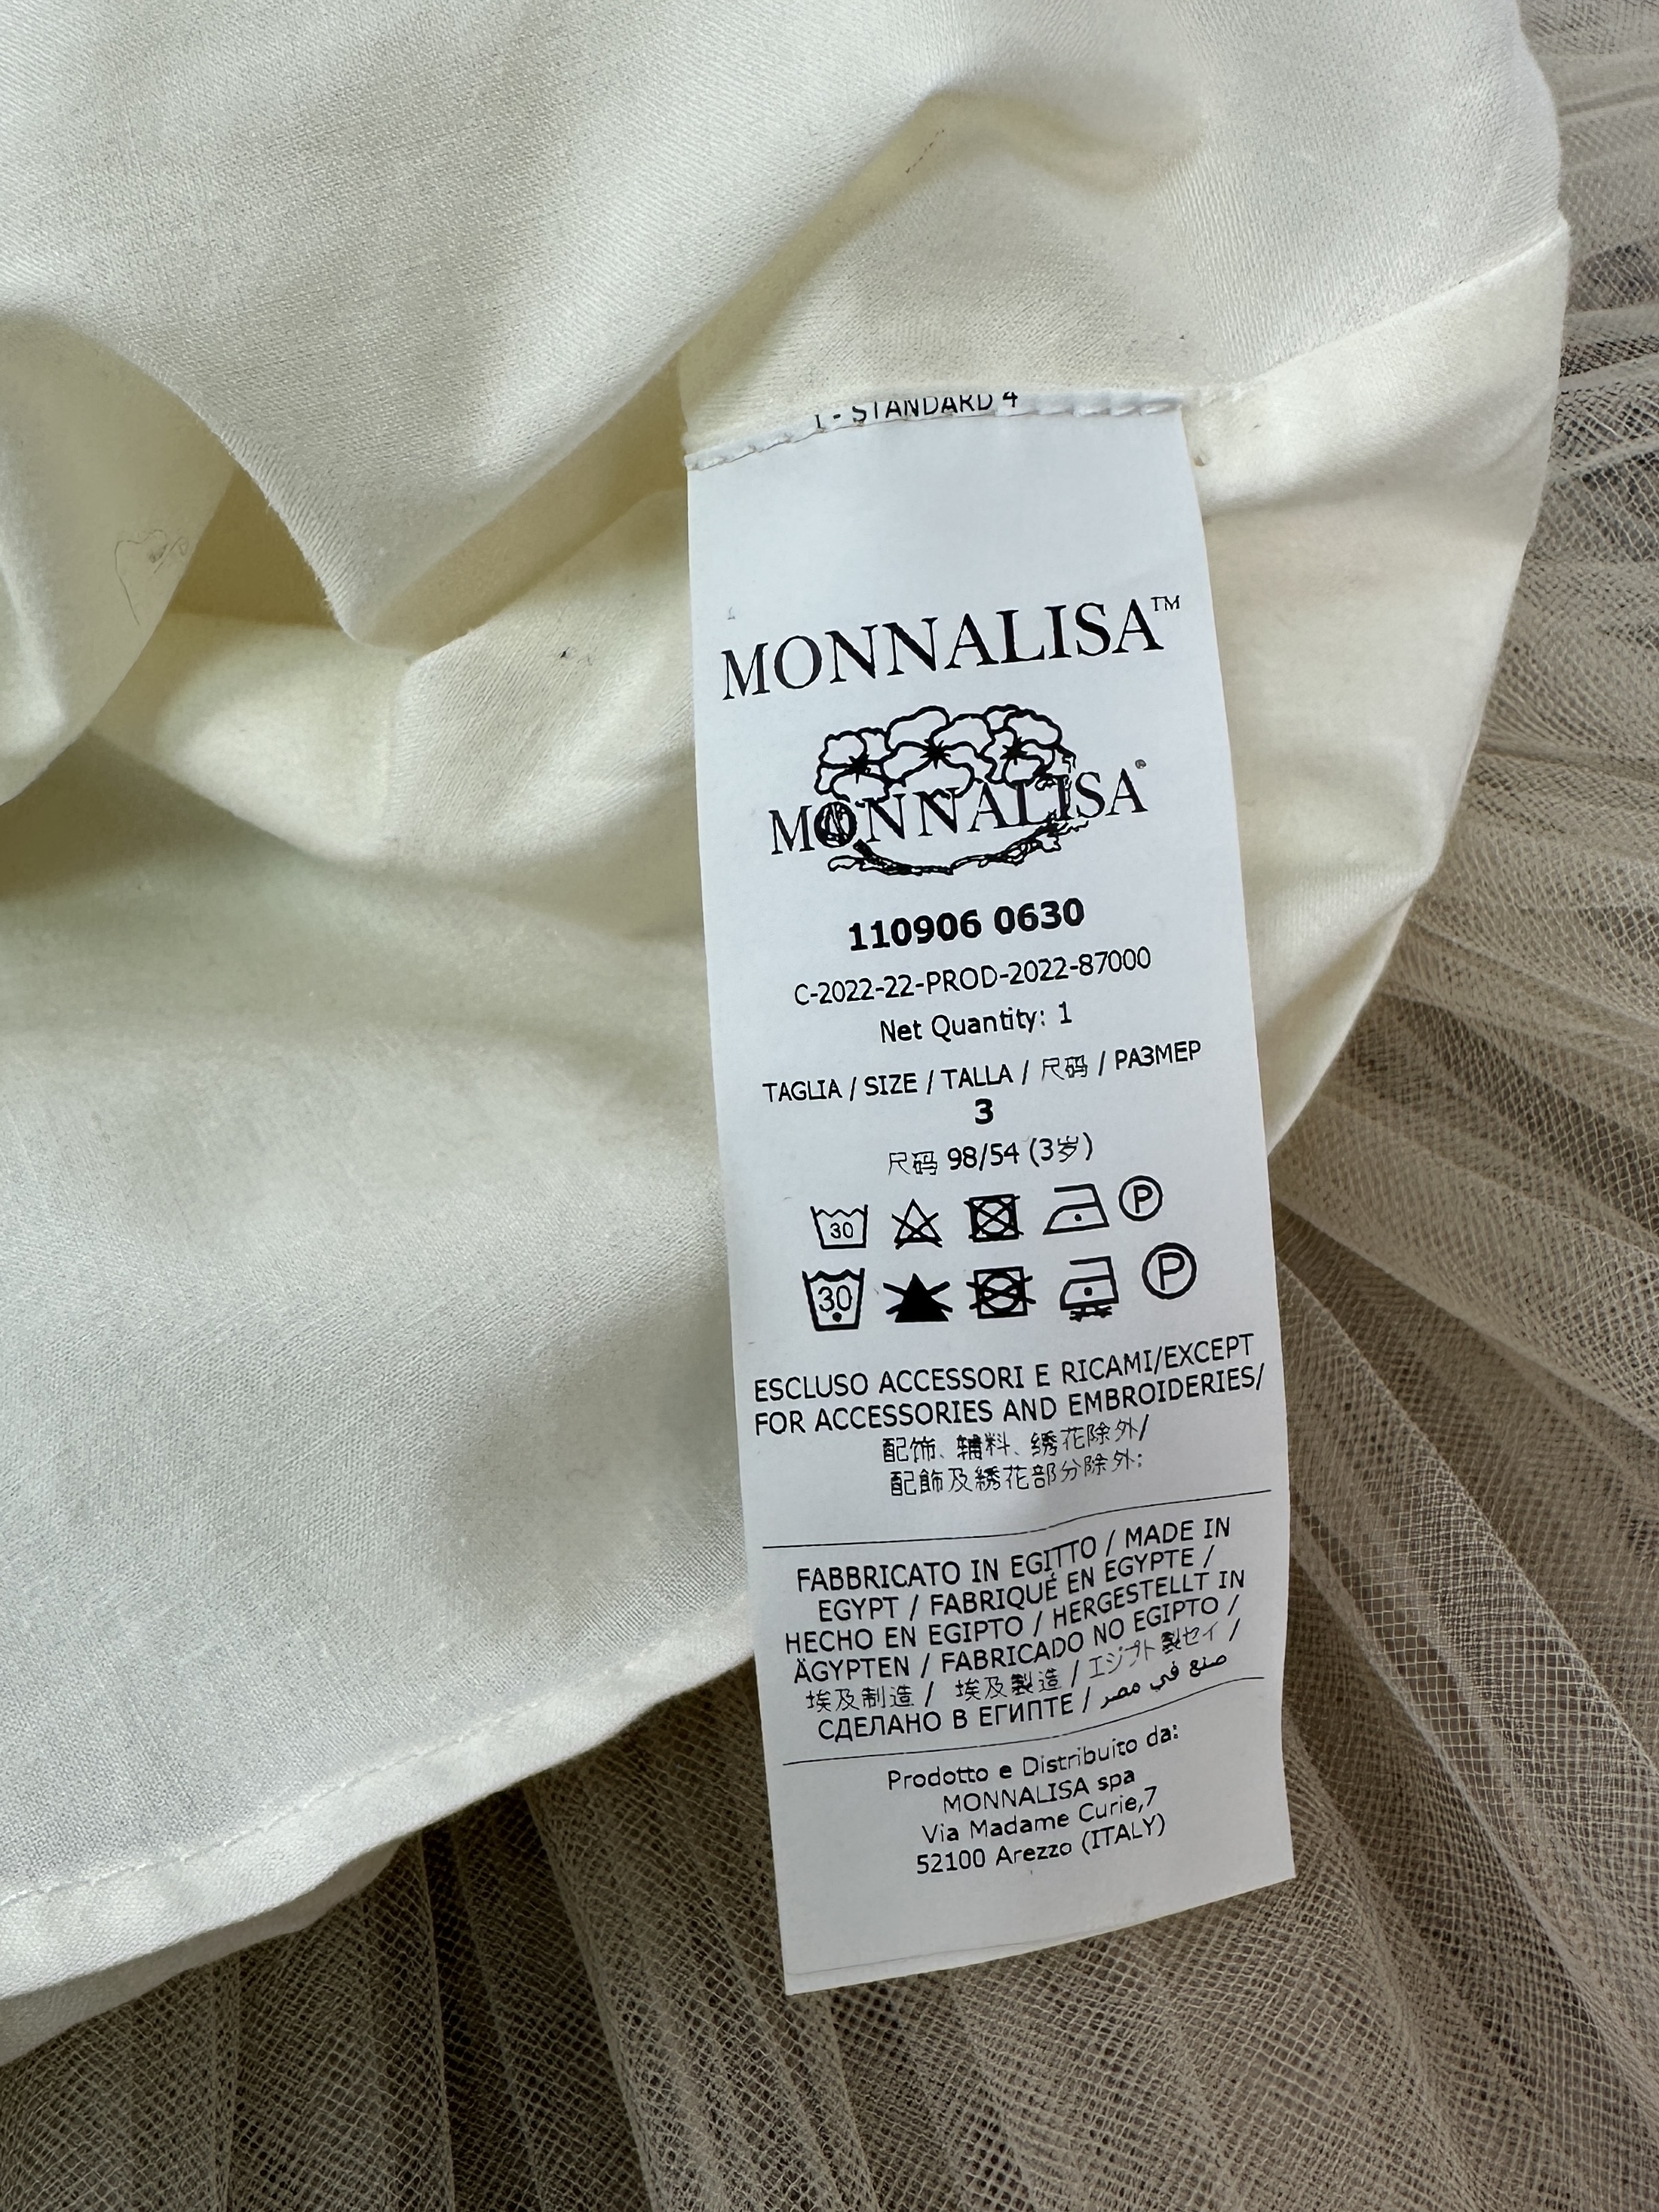 - STANDARD 4
MONNALISA™
MONNALISA®
110906 0630
C-2022-22-PROD-2022-87000
Net Quantity: 1
TAGLIA / SIZE / TALLA / 尺码 / РАЗМЕР
3
尺码 98/54 (3岁)
30 P
30 P
ESCLUSO ACCESSORI E RICAMI/EXCEPT
FOR ACCESSORIES AND EMBROIDERIES/
配饰、辅料、绣花除外/
配飾及綉花部分除外:
FABBRICATO IN EGITTO / MADE IN
EGYPT / FABRIQUÉ EN EGYPTE /
HECHO EN EGIPTO / HERGESTELLT IN
ÄGYPTEN / FABRICADO NO EGIPTO /
埃及制造 / 埃及製造 / エジプト製セイ /
СДЕЛАНО В ЕГИПТЕ / صنع في مصر
Prodotto e Distribuito da:
MONNALISA spa
Via Madame Curie,7
52100 Arezzo (ITALY)